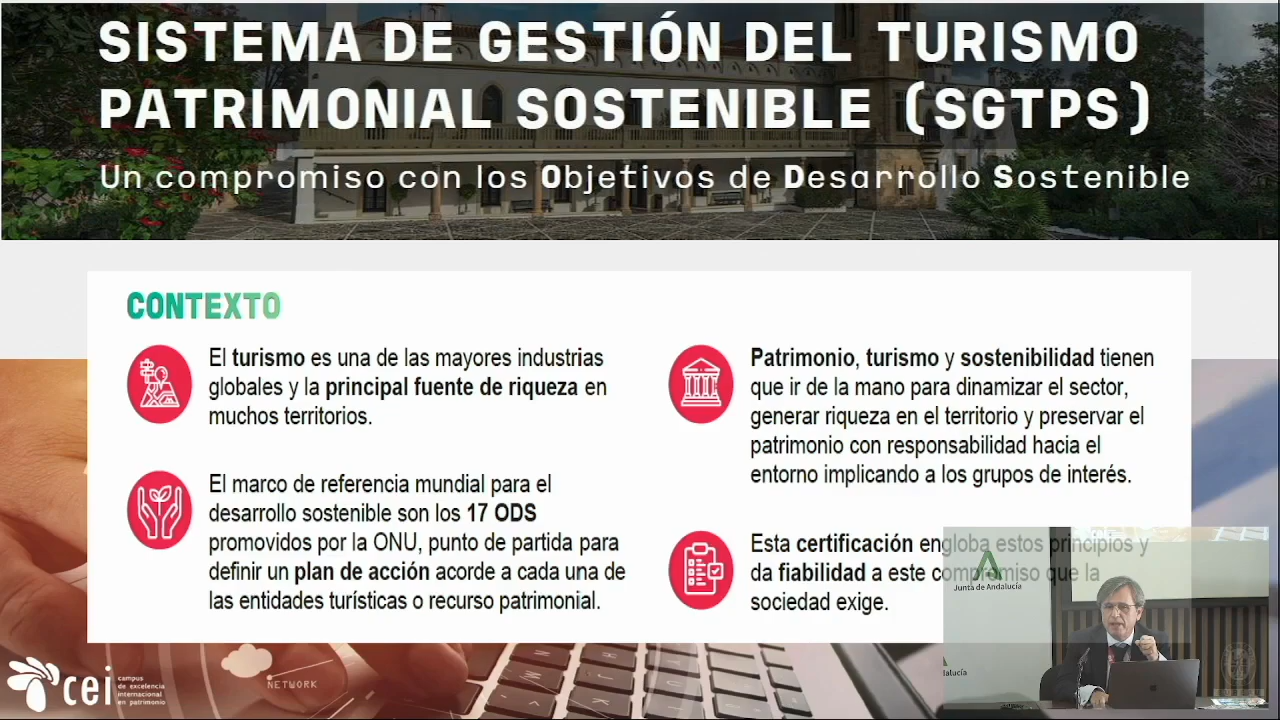 SISTEMA DE GESTIÓN DEL TURISMO
PATRIMONIAL SOSTENIBLE (SGTPS)
Un compromiso con los Objetivos de Desarrollo Sostenible
CONTEXTO
El turismo es una de las mayores industrias
globales y la principal fuente de riqueza en
muchos territorios.
El marco de referencia mundial para el
desarrollo sostenible son los 17 ODS
promovidos por la ONU, punto de partida para
definir un plan de acción acorde a cada una de
las entidades turísticas o recurso patrimonial.
Patrimonio, turismo y sostenibilidad tienen
que ir de la mano para dinamizar el sector,
generar riqueza en el territorio y preservar el
patrimonio con responsabilidad hacia el
entorno implicando a los grupos de interés.
Esta certificación engloba estos principios y
da fiabilidad a este compromiso que la
sociedad exige.
Junta de Andalucía
dalucía
NETWORK
cei
campus
de excelencia
internacional
en patrimonio